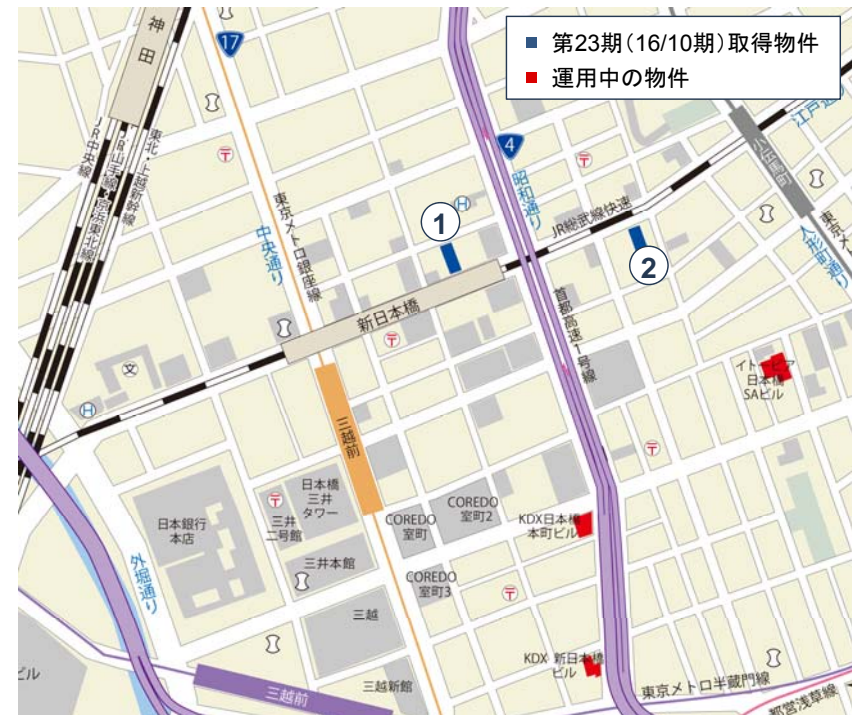 第23期（16/10期）取得物件
運用中の物件
神田
17
4
小伝馬町
江戸通り
JR中央線
JR山手線・京浜東北線
東北・上越新幹線
東京メトロ銀座線
中央通り
昭和通り
JR総武線快速
人形町通り
東京メ
H
1
2
新日本橋
首都高速1号線
文
H
イトーピア
日本橋
SAビル
三越前
日本銀行
本店
三井
二号館
日本橋
三井
タワー
COREDO
室町
COREDO
室町2
KDX日本橋
本町ビル
三井本館
COREDO
室町3
外堀通り
三越
KDX 新日本橋
ビル
ビル
三越前
三越新館
東京メトロ半蔵門線
都営浅草線